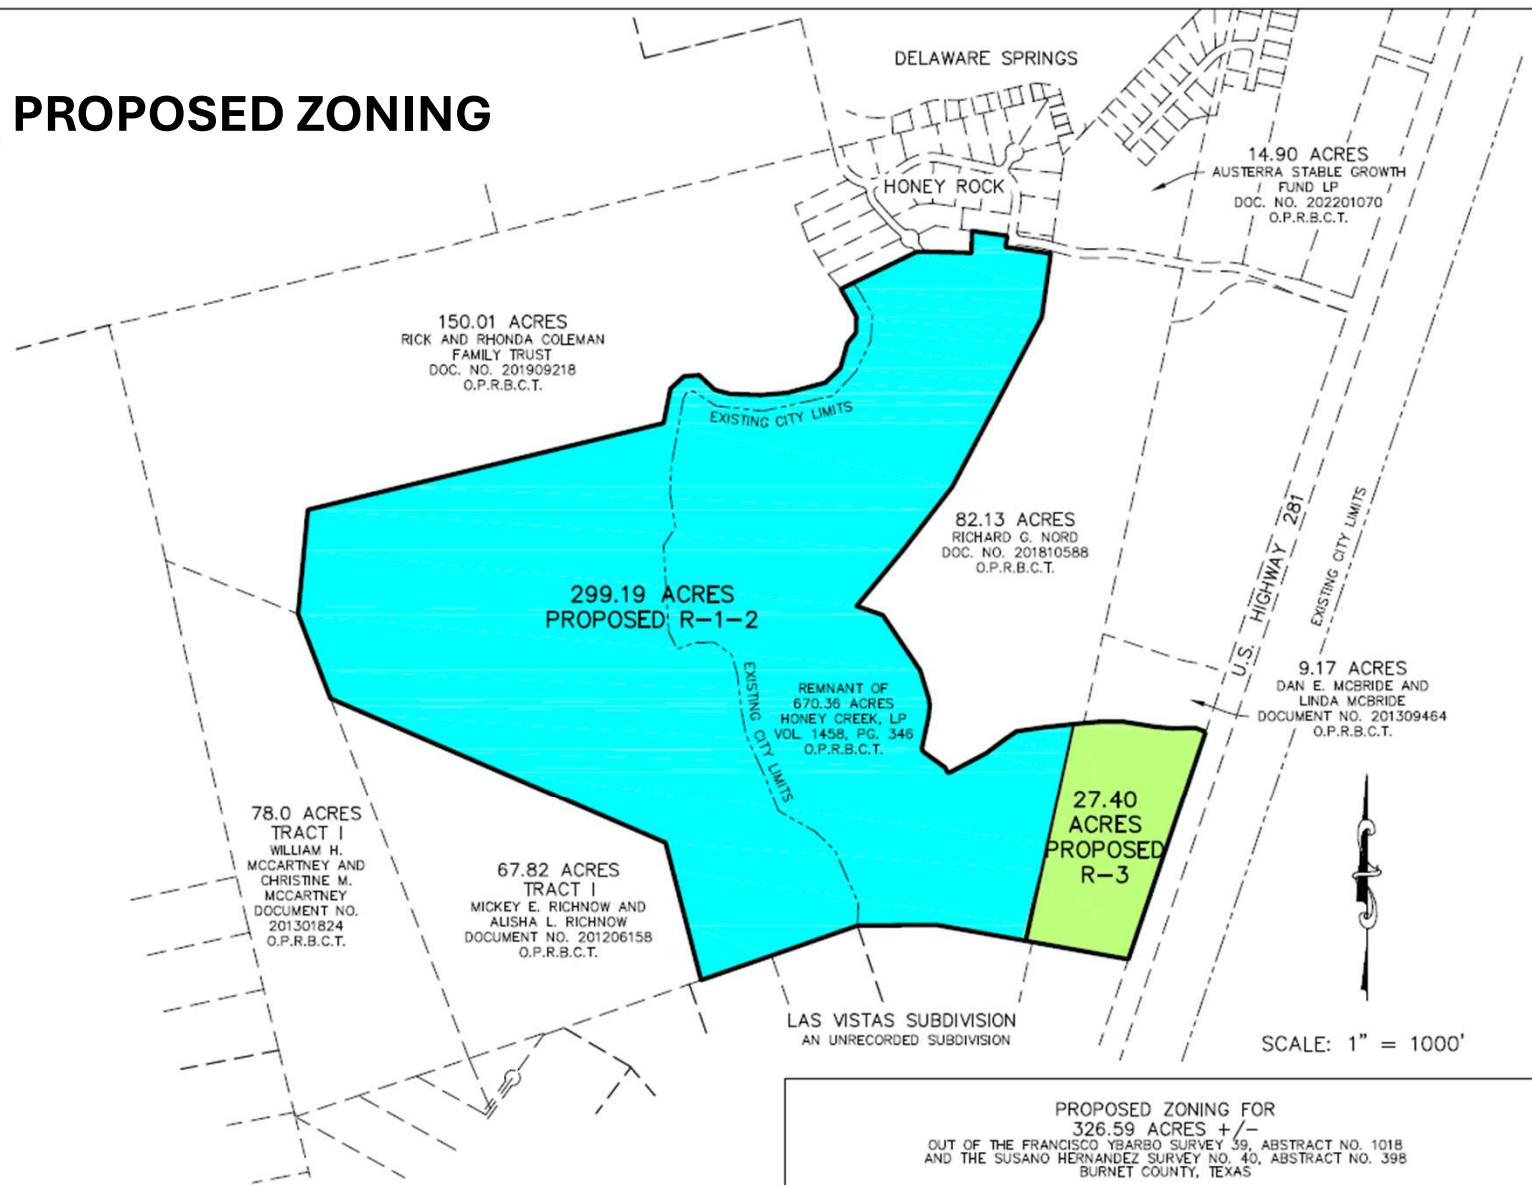 PROPOSED ZONING
DELAWARE SPRINGS
HONEY ROCK
14.90 ACRES
AUSTERRA STABLE GROWTH
FUND LP
DOC. NO. 202201070
O.P.R.B.C.T.
150.01 ACRES
RICK AND RHONDA COLEMAN
FAMILY TRUST
DOC. NO. 201909218
O.P.R.B.C.T.
EXISTING CITY LIMITS
82.13 ACRES
RICHARD G. NORD
DOC. NO. 201810588
O.P.R.B.C.T.
U.S. HIGHWAY 281
EXISTING CITY LIMITS
299.19 ACRES
PROPOSED R-1-2
EXISTING CITY LIMITS
REMNANT OF
670.36 ACRES
HONEY CREEK, LP
VOL. 1458, PG. 346
O.P.R.B.C.T.
9.17 ACRES
DAN E. MCBRIDE AND
LINDA MCBRIDE
DOCUMENT NO. 201309464
O.P.R.B.C.T.
27.40
ACRES
PROPOSED
R-3
78.0 ACRES
TRACT I
WILLIAM H.
MCCARTNEY AND
CHRISTINE M.
MCCARTNEY
DOCUMENT NO.
201301824
O.P.R.B.C.T.
67.82 ACRES
TRACT I
MICKEY E. RICHNOW AND
ALISHA L. RICHNOW
DOCUMENT NO. 201206158
O.P.R.B.C.T.
LAS VISTAS SUBDIVISION
AN UNRECORDED SUBDIVISION
SCALE: 1" = 1000'
PROPOSED ZONING FOR
326.59 ACRES +/-
OUT OF THE FRANCISCO YBARBO SURVEY 39, ABSTRACT NO. 1018
AND THE SUSANO HERNANDEZ SURVEY NO. 40, ABSTRACT NO. 398
BURNET COUNTY, TEXAS